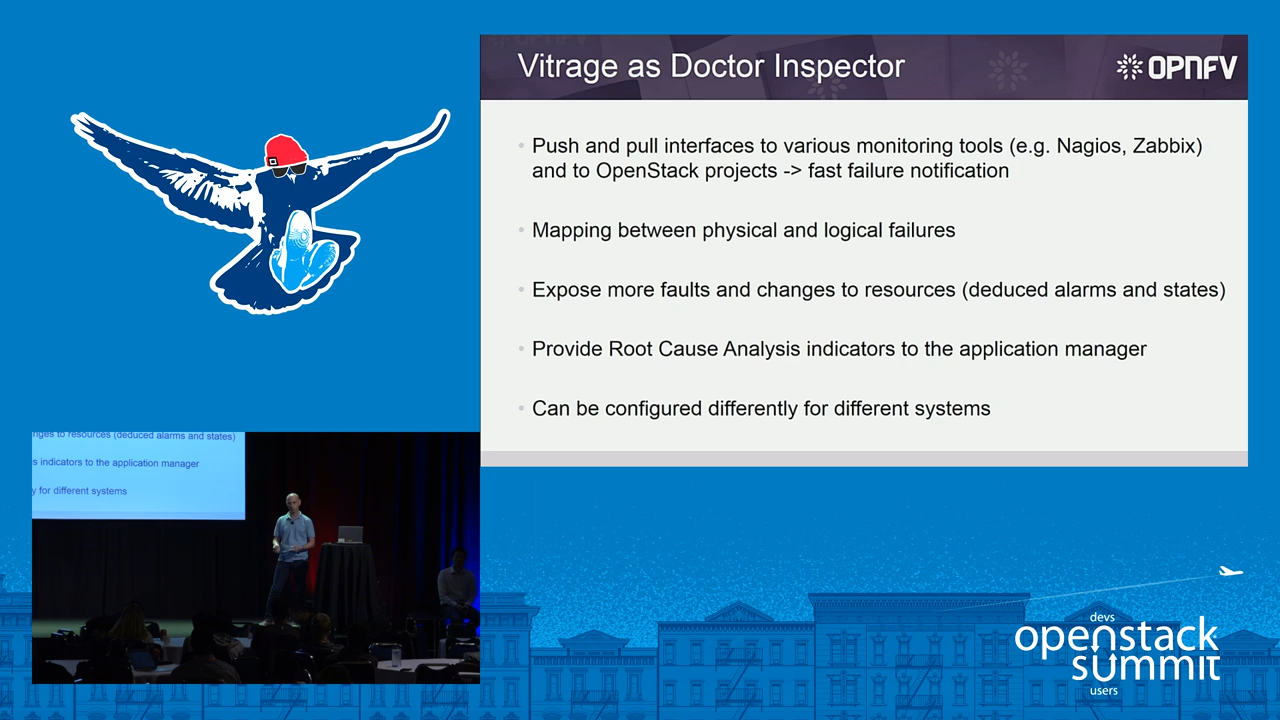 Vitrage as Doctor Inspector
OPNFV
Push and pull interfaces to various monitoring tools (e.g. Nagios, Zabbix)
and to OpenStack projects -> fast failure notification
Mapping between physical and logical failures
Expose more faults and changes to resources (deduced alarms and states)
Provide Root Cause Analysis indicators to the application manager
Can be configured differently for different systems
nges to resources (deduced alarms and states)
s indicators to the application manager
y for different systems
devs
openstack
summit
users